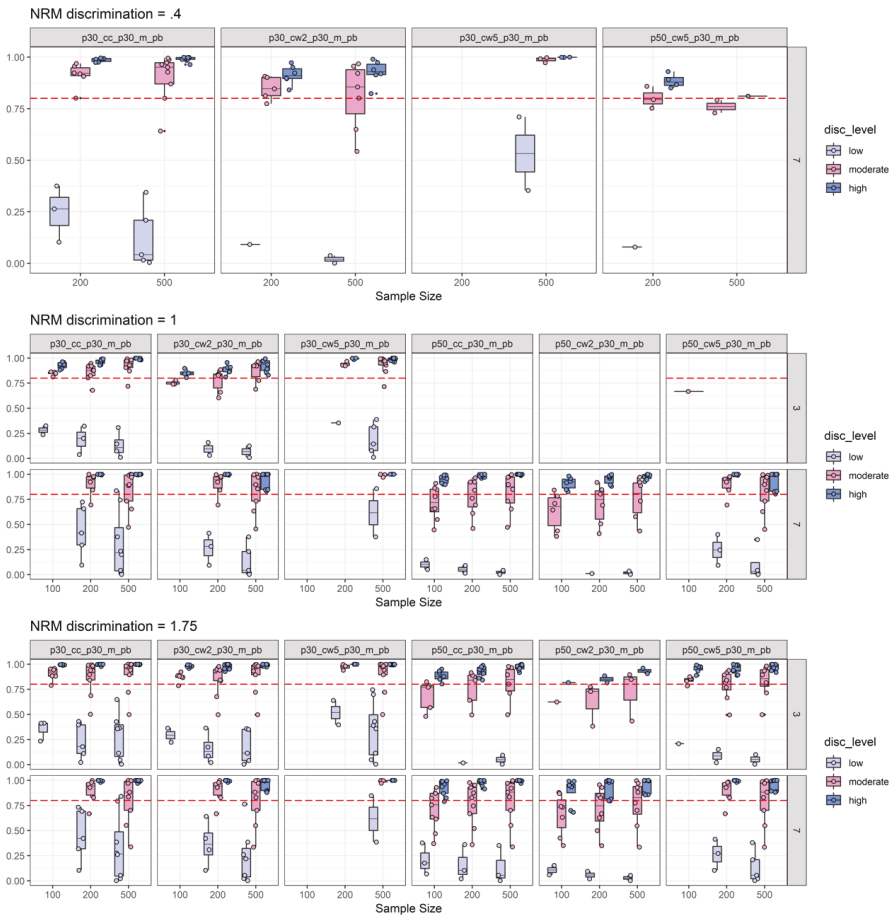 NRM discrimination = .4
p30_cc_p30_m_pb p30_cw2_p30_m_pb p30_cw5_p30_m_pb p50_cw5_p30_m_pb
1.00
0.75
0.50
0.25
0.00
7
200 500 200 500 200 500 200 500
Sample Size
disc_level
low
moderate
high
NRM discrimination = 1
p30_cc_p30_m_pb p30_cw2_p30_m_pb p30_cw5_p30_m_pb p50_cc_p30_m_pb p50_cw2_p30_m_pb p50_cw5_p30_m_pb
1.00
0.75
0.50
0.25
0.00
3
1.00
0.75
0.50
0.25
0.00
7
100 200 500 100 200 500 100 200 500 100 200 500 100 200 500 100 200 500
Sample Size
disc_level
low
moderate
high
NRM discrimination = 1.75
p30_cc_p30_m_pb p30_cw2_p30_m_pb p30_cw5_p30_m_pb p50_cc_p30_m_pb p50_cw2_p30_m_pb p50_cw5_p30_m_pb
1.00
0.75
0.50
0.25
0.00
3
1.00
0.75
0.50
0.25
0.00
7
100 200 500 100 200 500 100 200 500 100 200 500 100 200 500 100 200 500
Sample Size
disc_level
low
moderate
high